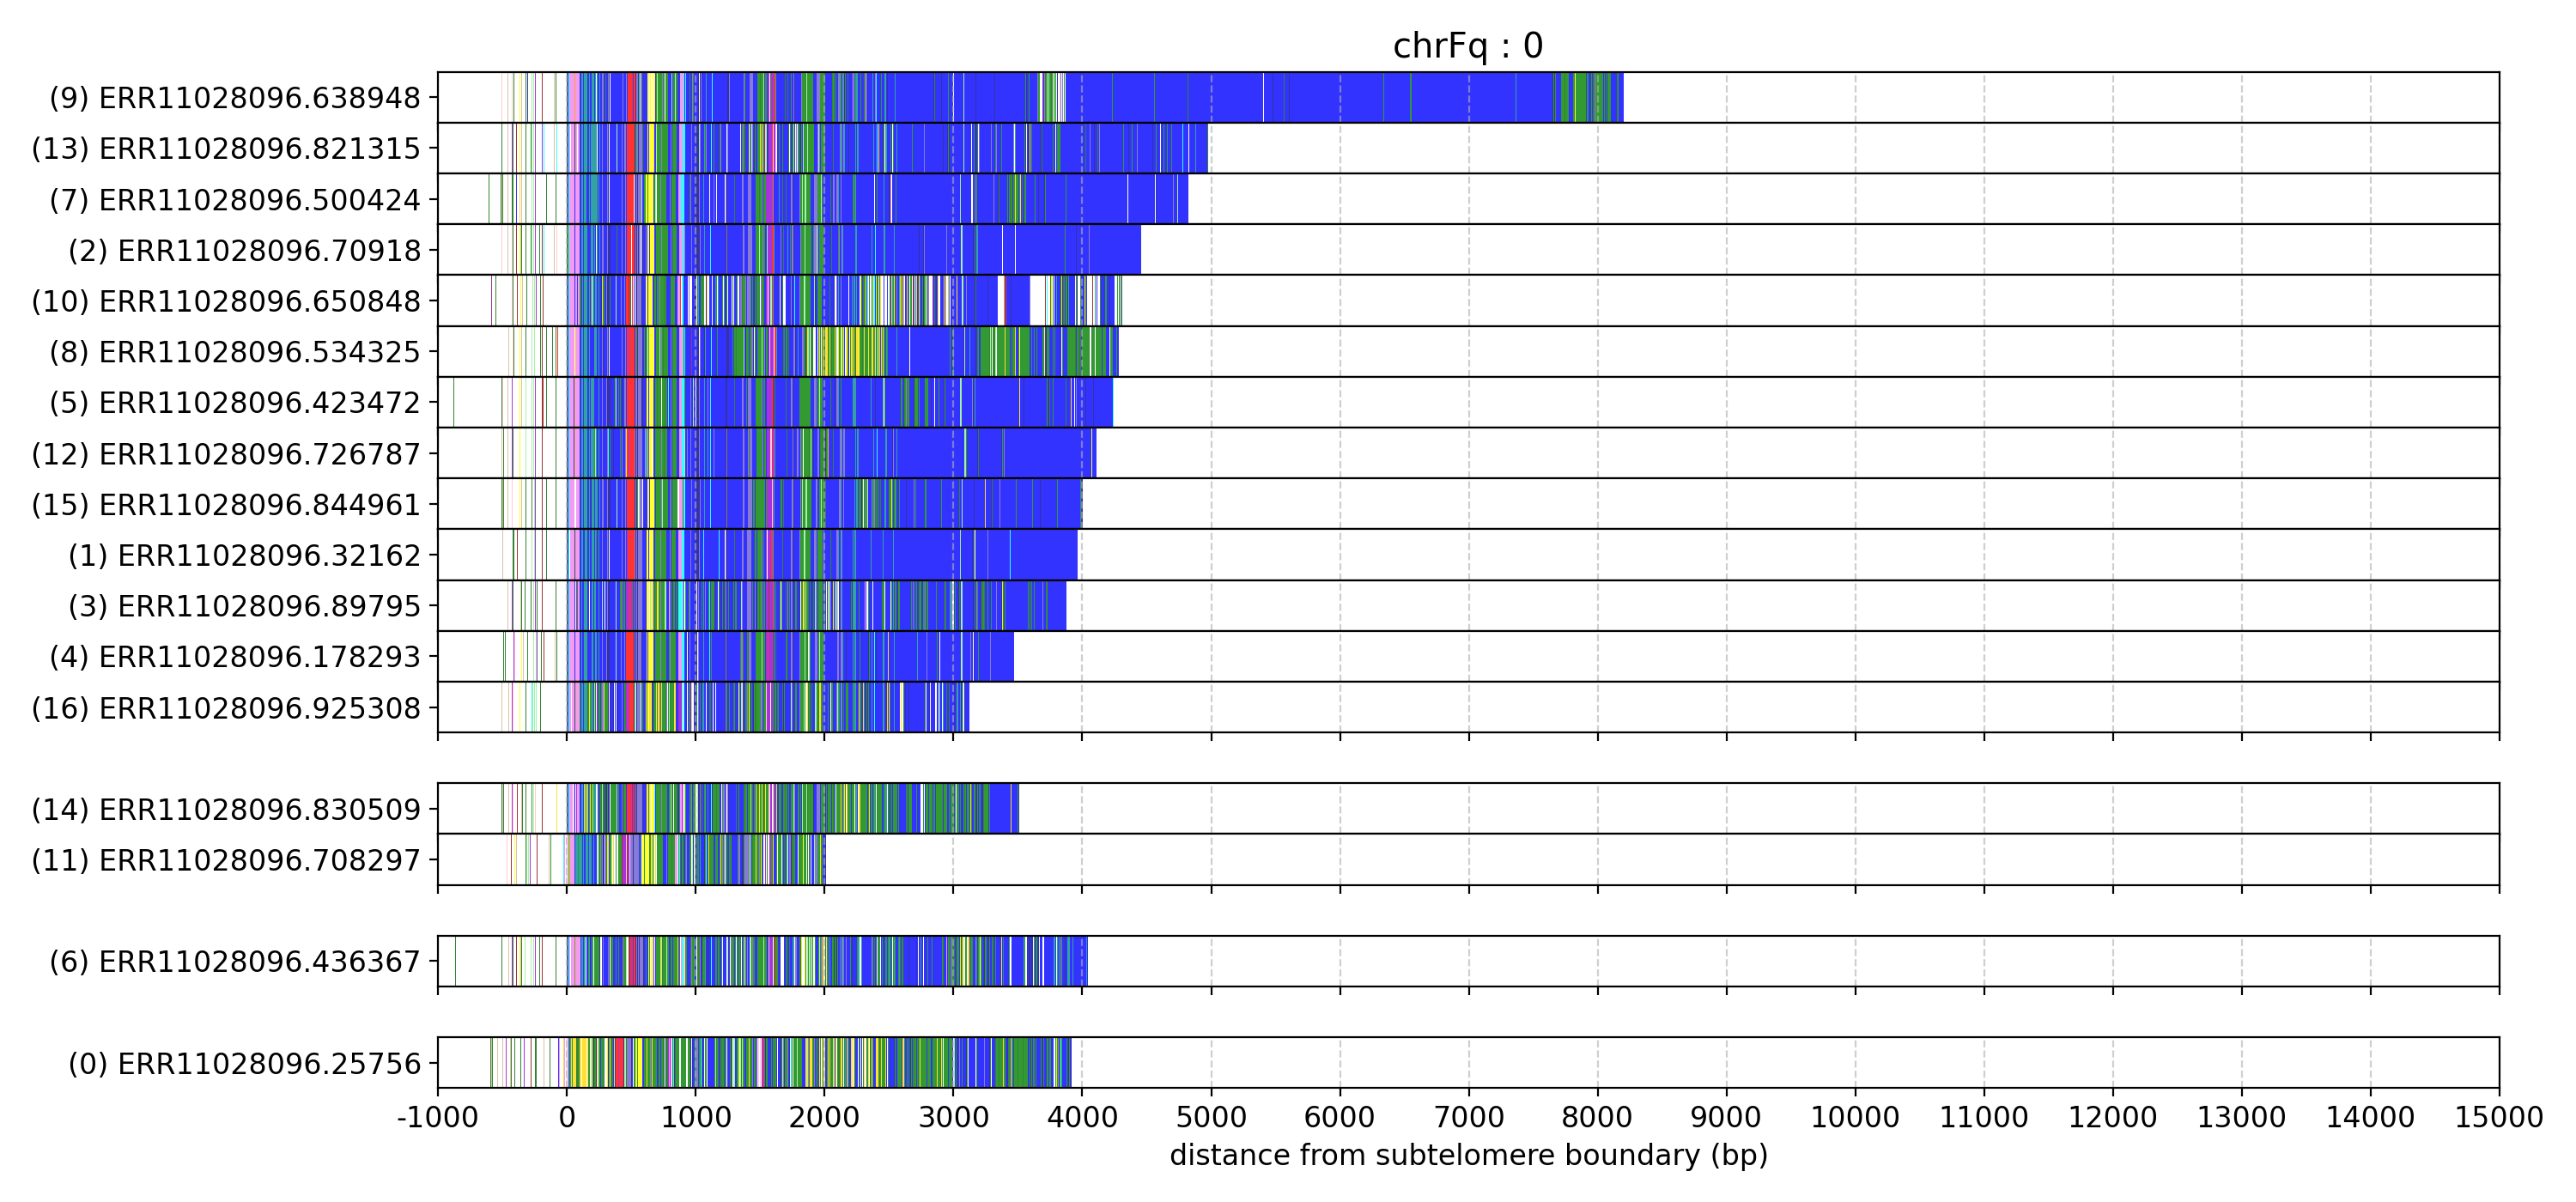 chrFq : 0
(9) ERR11028096.638948
(13) ERR11028096.821315
(7) ERR11028096.500424
(2) ERR11028096.70918
(10) ERR11028096.650848
(8) ERR11028096.534325
(5) ERR11028096.423472
(12) ERR11028096.726787
(15) ERR11028096.844961
(1) ERR11028096.32162
(3) ERR11028096.89795
(4) ERR11028096.178293
(16) ERR11028096.925308
(14) ERR11028096.830509
(11) ERR11028096.708297
(6) ERR11028096.436367
(0) ERR11028096.25756
-1000 0 1000 2000 3000 4000 5000 6000 7000 8000 9000 10000 11000 12000 13000 14000 15000
distance from subtelomere boundary (bp)